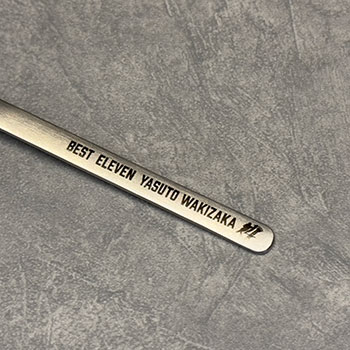 BEST ELEVEN YASUTO WAKIZAKA